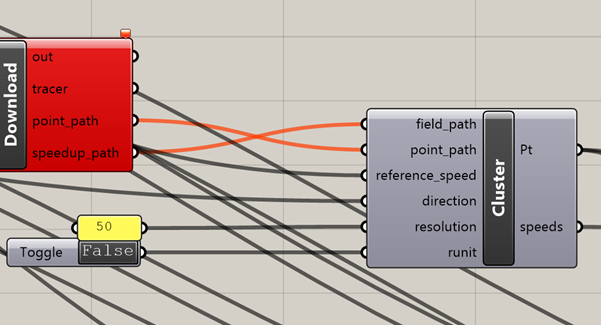 Download
out
tracer
point_path
speedup_path
50
Toggle False
field_path
point_path
reference_speed
direction
resolution
runit
Cluster
Pt
speeds